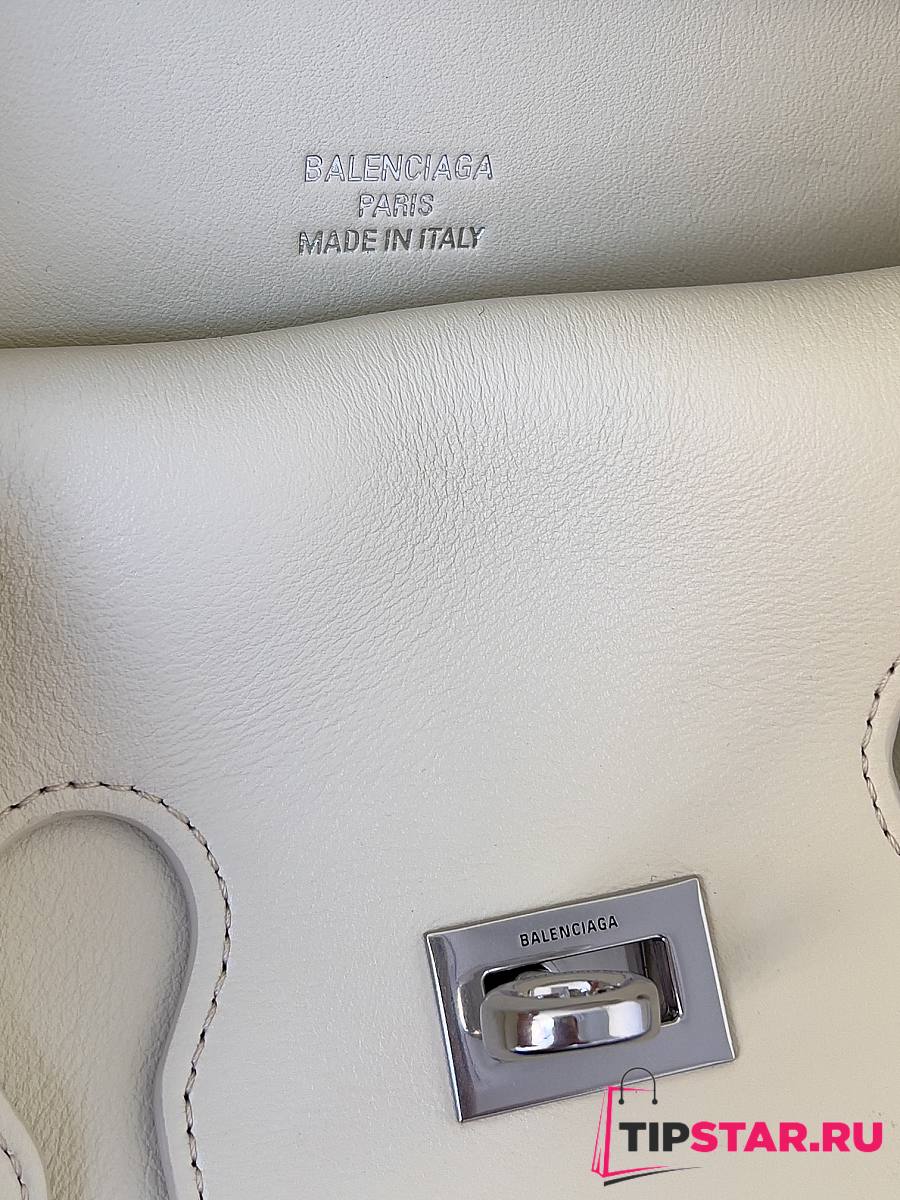 BALENCIAGA
PARIS
MADE IN ITALY
BALENCIAGA
TIPSTAR.RU